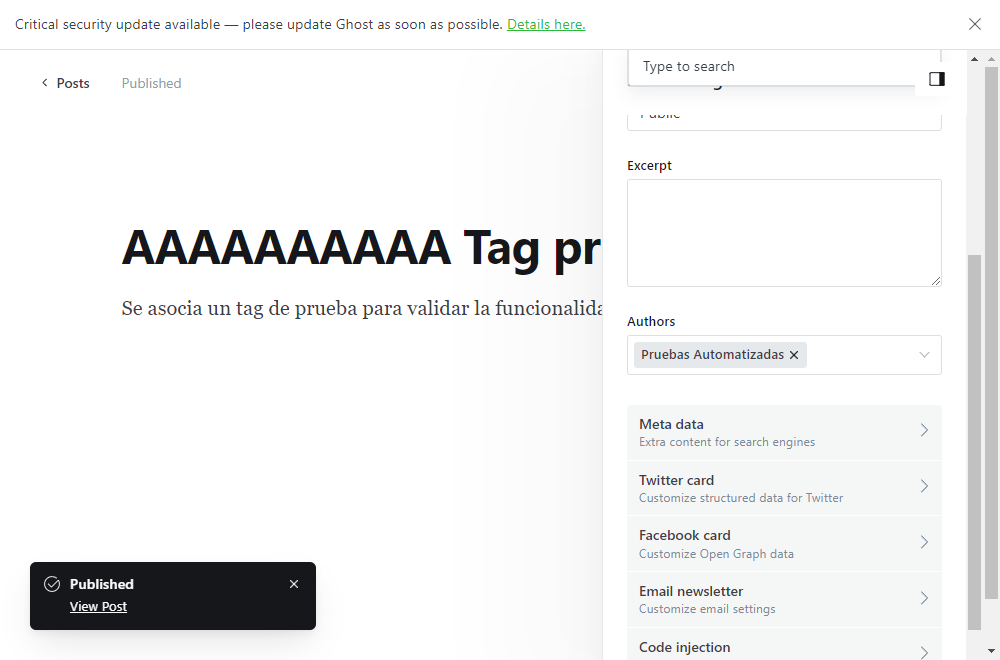 Critical security update available — please update Ghost as soon as possible. Details here.
Posts
Published
Type to search
Public
Excerpt
AAAAAAAAAA Tag pr
Se asocia un tag de prueba para validar la funcionalida
Authors
Pruebas Automatizadas
Meta data
Extra content for search engines
Twitter card
Customize structured data for Twitter
Facebook card
Customize Open Graph data
Email newsletter
Customize email settings
Code injection
Published
View Post